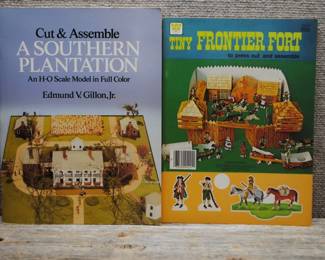 Cut & Assemble
A SOUTHERN
PLANTATION
An H-O Scale Model in Full Color
Edmund V. Gillon, Jr.
TINY FRONTIER FORT
to press out and assemble